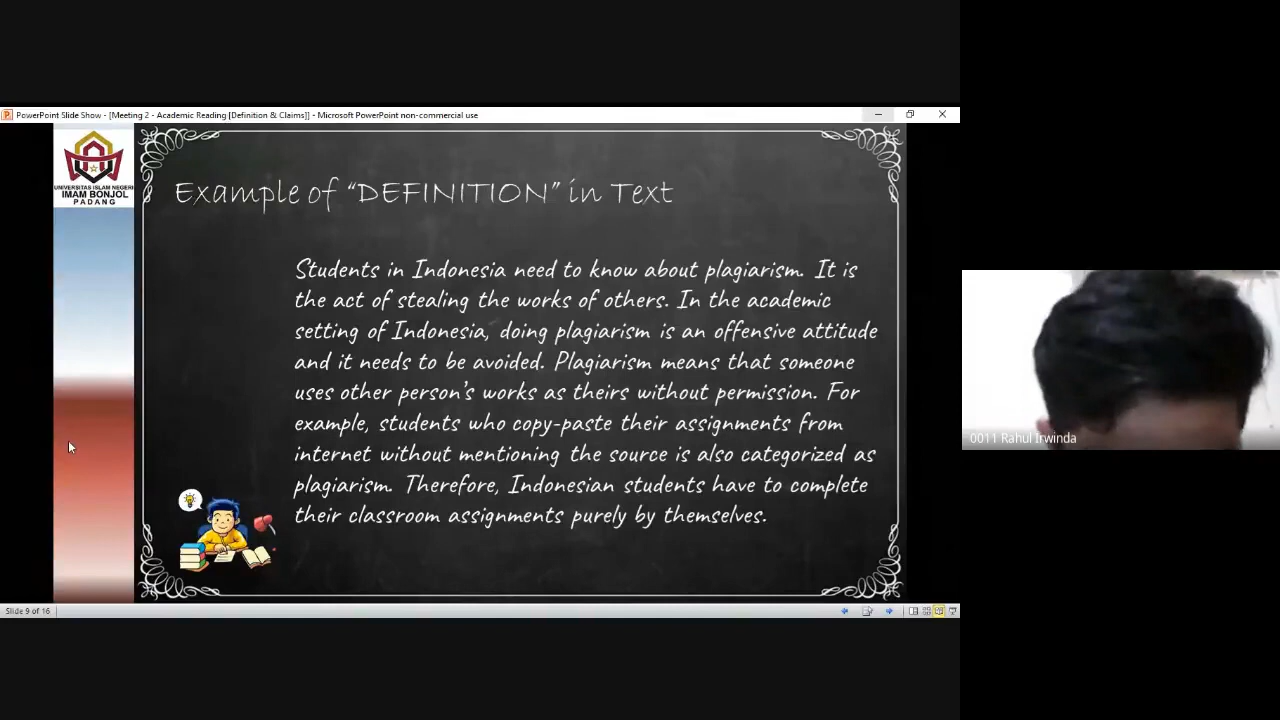 PowerPoint Slide Show - [Meeting 2 - Academic Reading [Definition & Claims]] - Microsoft PowerPoint non-commercial use
UNIVERSITAS ISLAM NEGERI
IMAM BONJOL
PADANG
Example of “DEFINITION” in Text
Students in Indonesia need to know about plagiarism. It is
the act of stealing the works of others. In the academic
setting of Indonesia, doing plagiarism is an offensive attitude
and it needs to be avoided. Plagiarism means that someone
uses other person's works as theirs without permission. For
example, students who copy-paste their assignments from
internet without mentioning the source is also categorized as
plagiarism. Therefore, Indonesian students have to complete
their classroom assignments purely by themselves.
0011 Rahul Irwinda
Slide 9 of 16